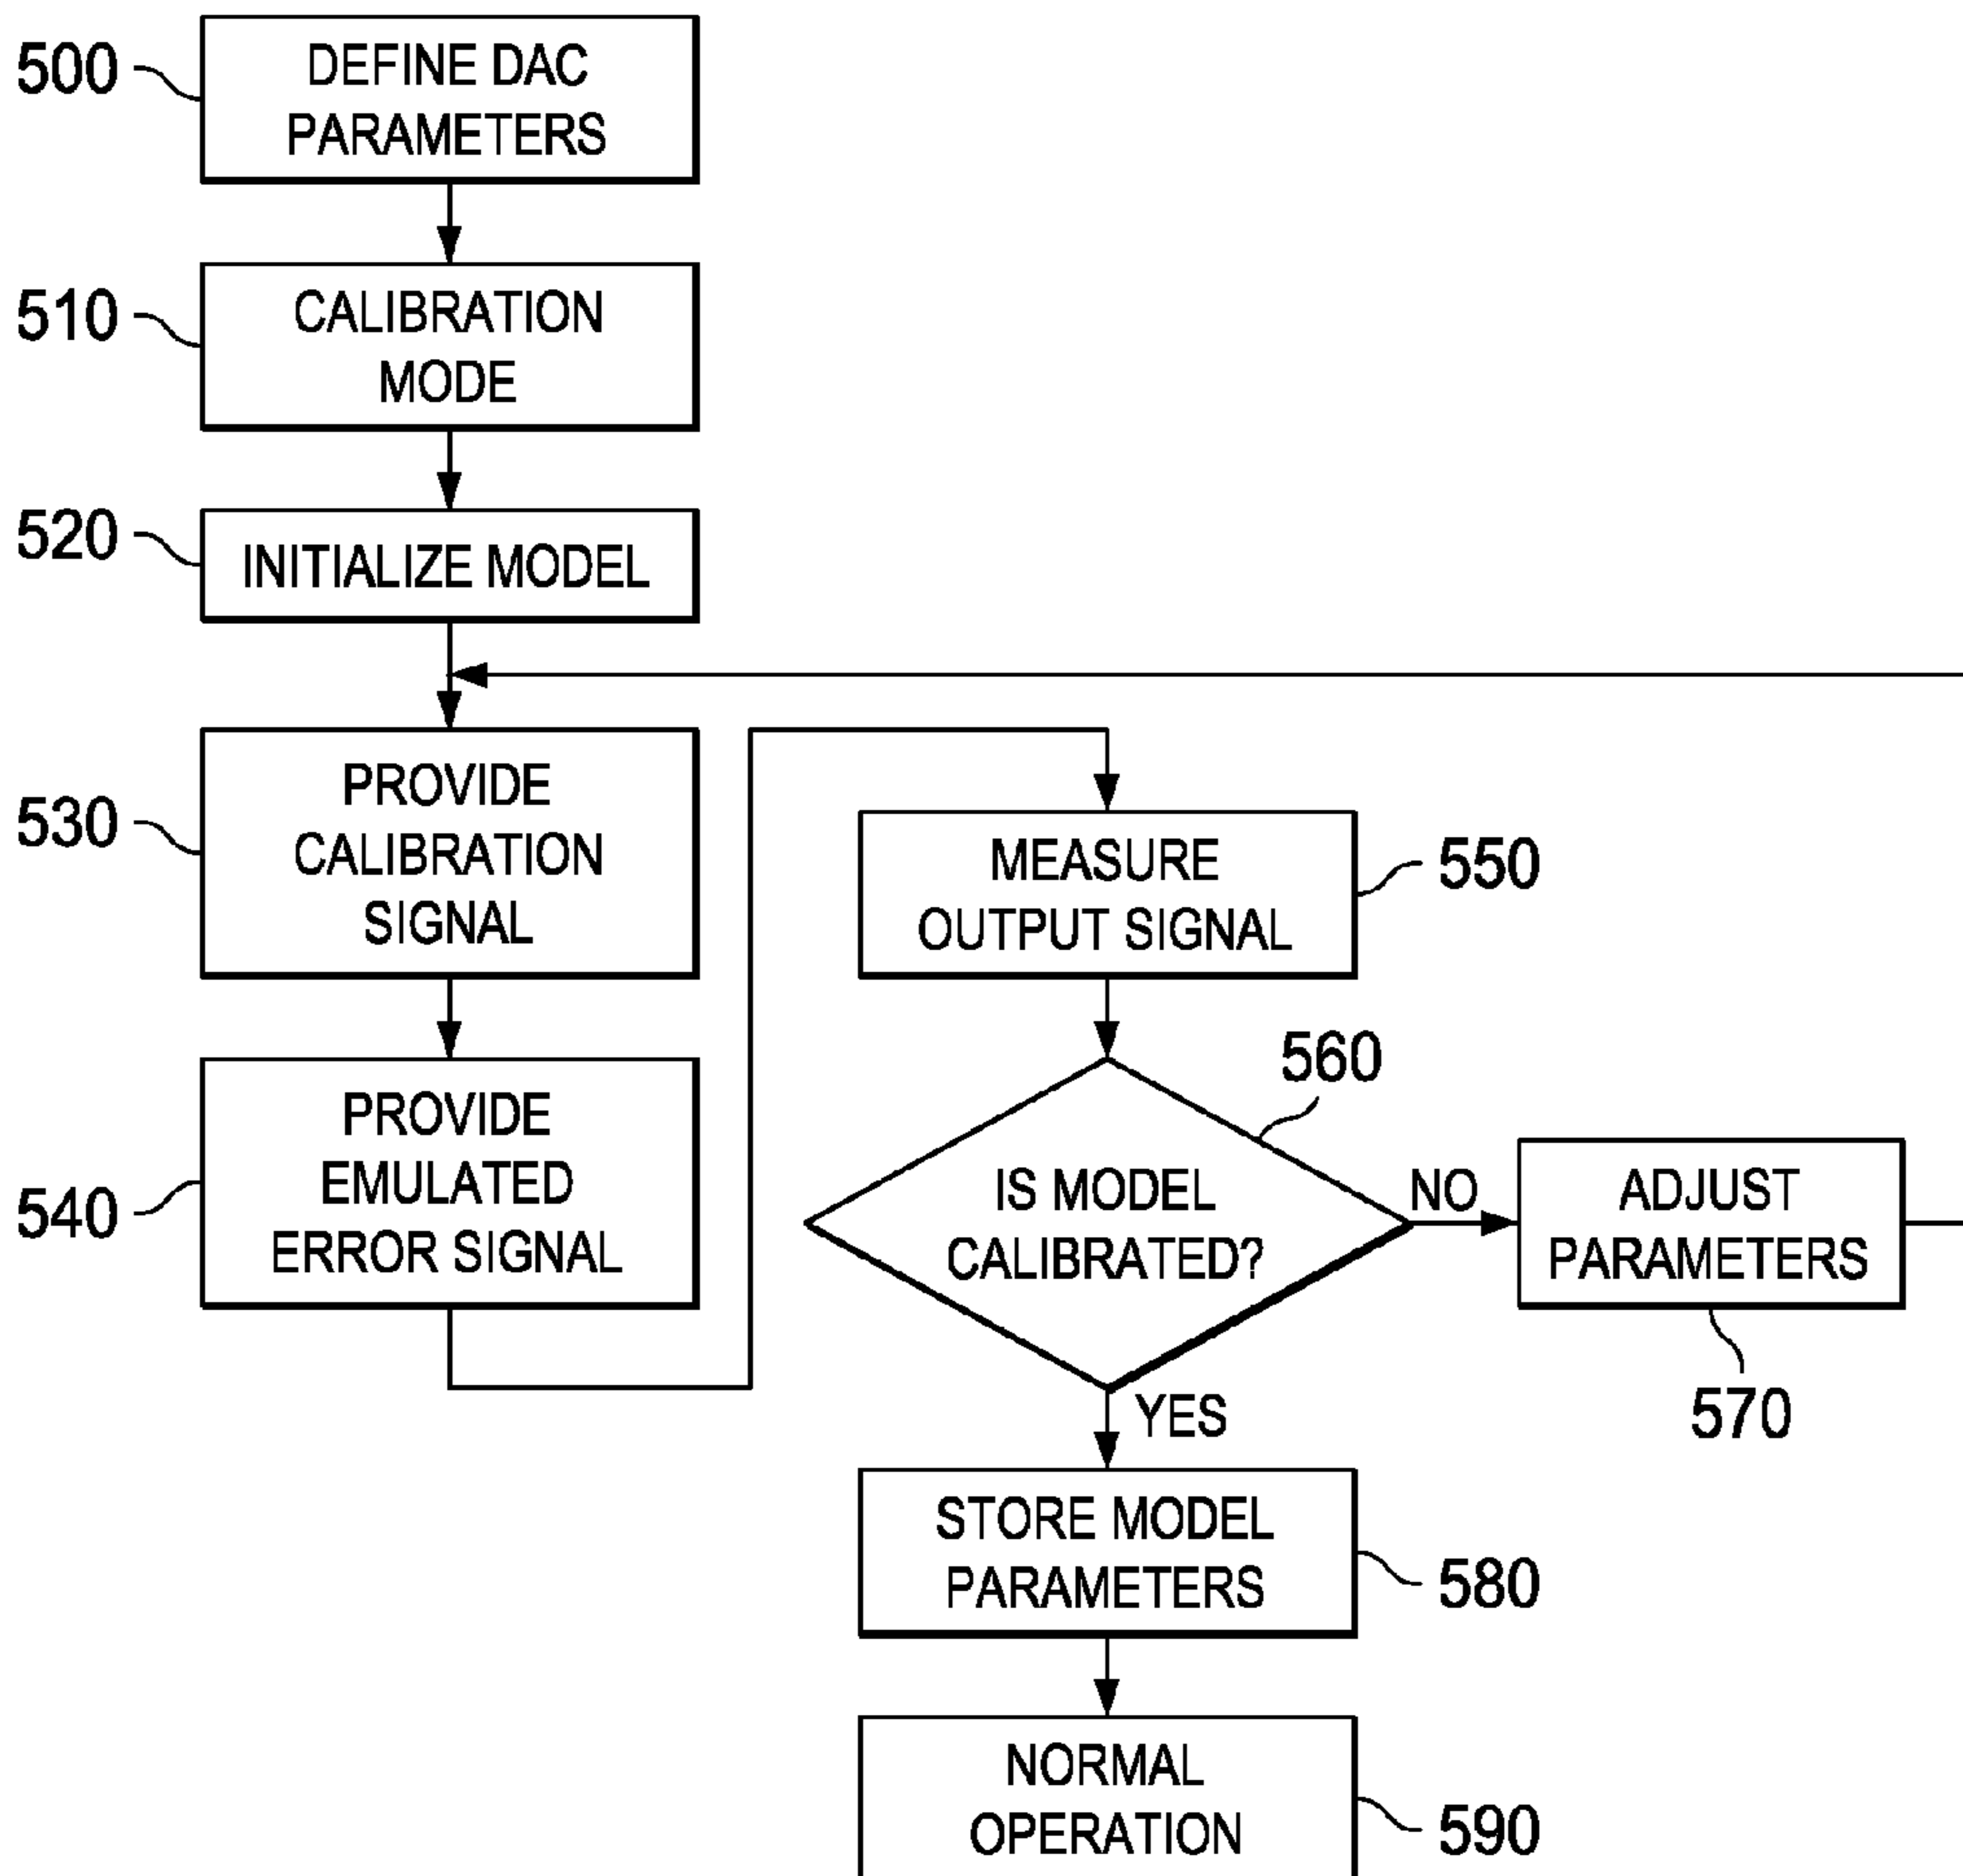 500
DEFINE DAC
PARAMETERS
510
CALIBRATION
MODE
520
INITIALIZE MODEL
530
PROVIDE
CALIBRATION
SIGNAL
540
PROVIDE
EMULATED
ERROR SIGNAL
MEASURE
OUTPUT SIGNAL
550
560
IS MODEL
CALIBRATED?
NO
ADJUST
PARAMETERS
570
YES
STORE MODEL
PARAMETERS
580
NORMAL
OPERATION
590